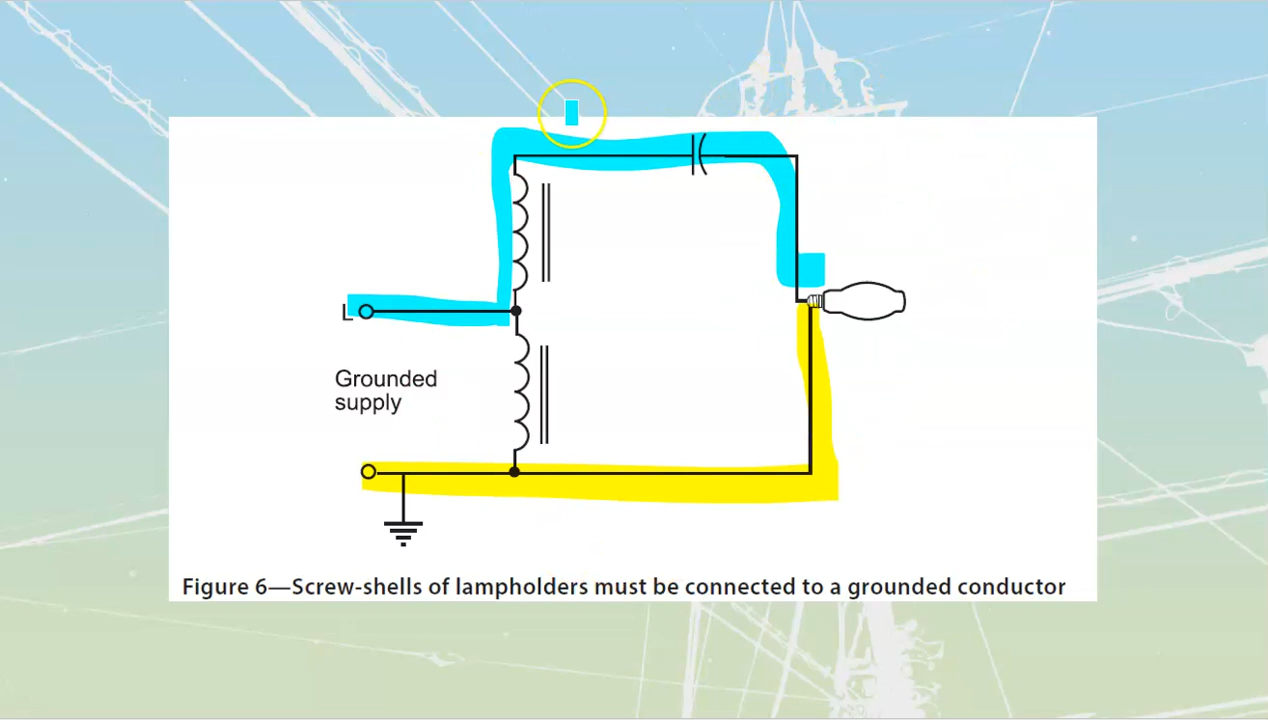 L
Grounded
supply
Figure 6—Screw-shells of lampholders must be connected to a grounded conductor